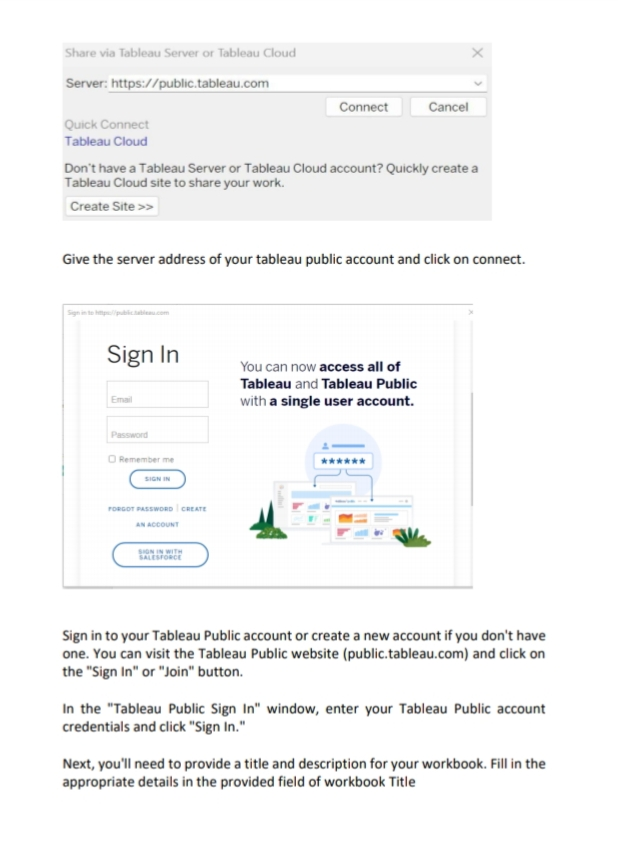 Share via Tableau Server or Tableau Cloud
Server: https://public.tableau.com
Connect
Cancel
Quick Connect
Tableau Cloud
Don't have a Tableau Server or Tableau Cloud account? Quickly create a
Tableau Cloud site to share your work.
Create Site >>
Give the server address of your tableau public account and click on connect.
Sign in to https://public.tableau.com
Sign In
Email
Password
Remember me
SIGN IN
FORGOT PASSWORD | CREATE
AN ACCOUNT
SIGN IN WITH
SALESFORCE
You can now access all of
Tableau and Tableau Public
with a single user account.
******
Sign in to your Tableau Public account or create a new account if you don't have
one. You can visit the Tableau Public website (public.tableau.com) and click on
the "Sign In" or "Join" button.
In the "Tableau Public Sign In" window, enter your Tableau Public account
credentials and click "Sign In."
Next, you'll need to provide a title and description for your workbook. Fill in the
appropriate details in the provided field of workbook Title